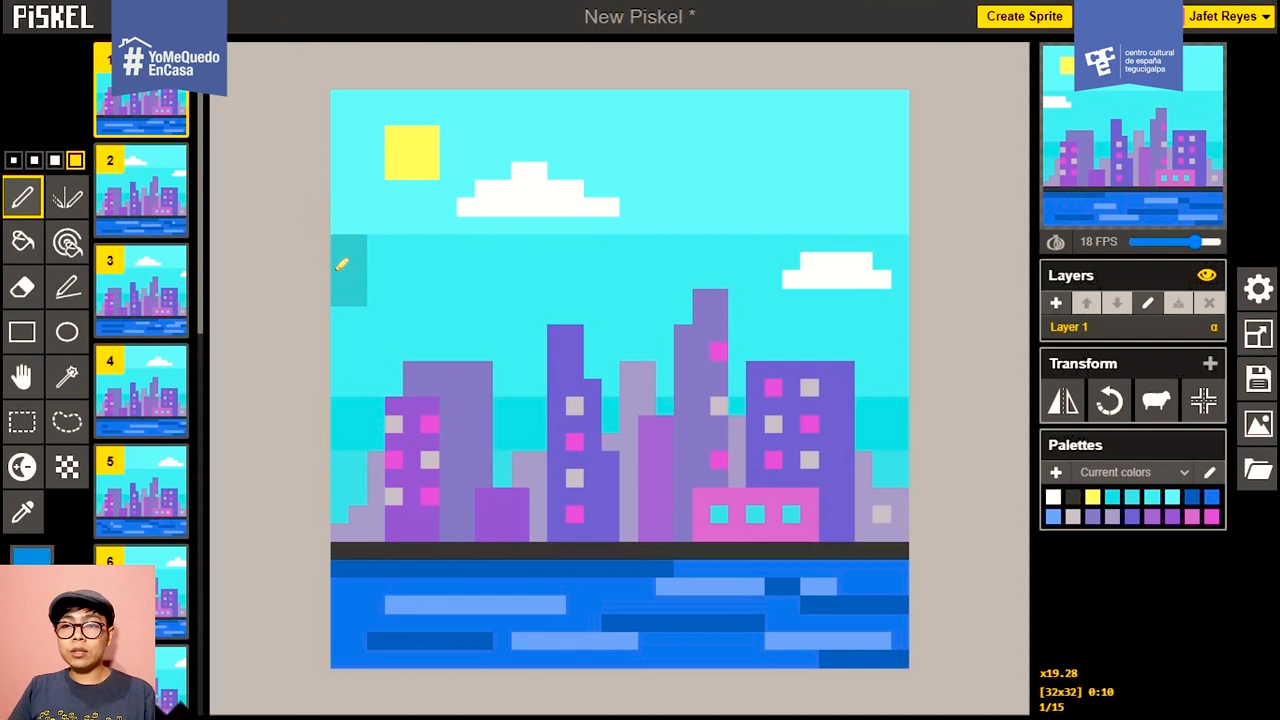 PiSKEL
New Piskel *
Create Sprite
Jafet Reyes
# YoMeQuedo
EnCasa
cce
centro cultural
de españa
tegucigalpa
1
2
3
4
5
6
18 FPS
Layers
Layer 1
α
Transform
Palettes
Current colors
x19.28
[32x32] 0:10
1/15